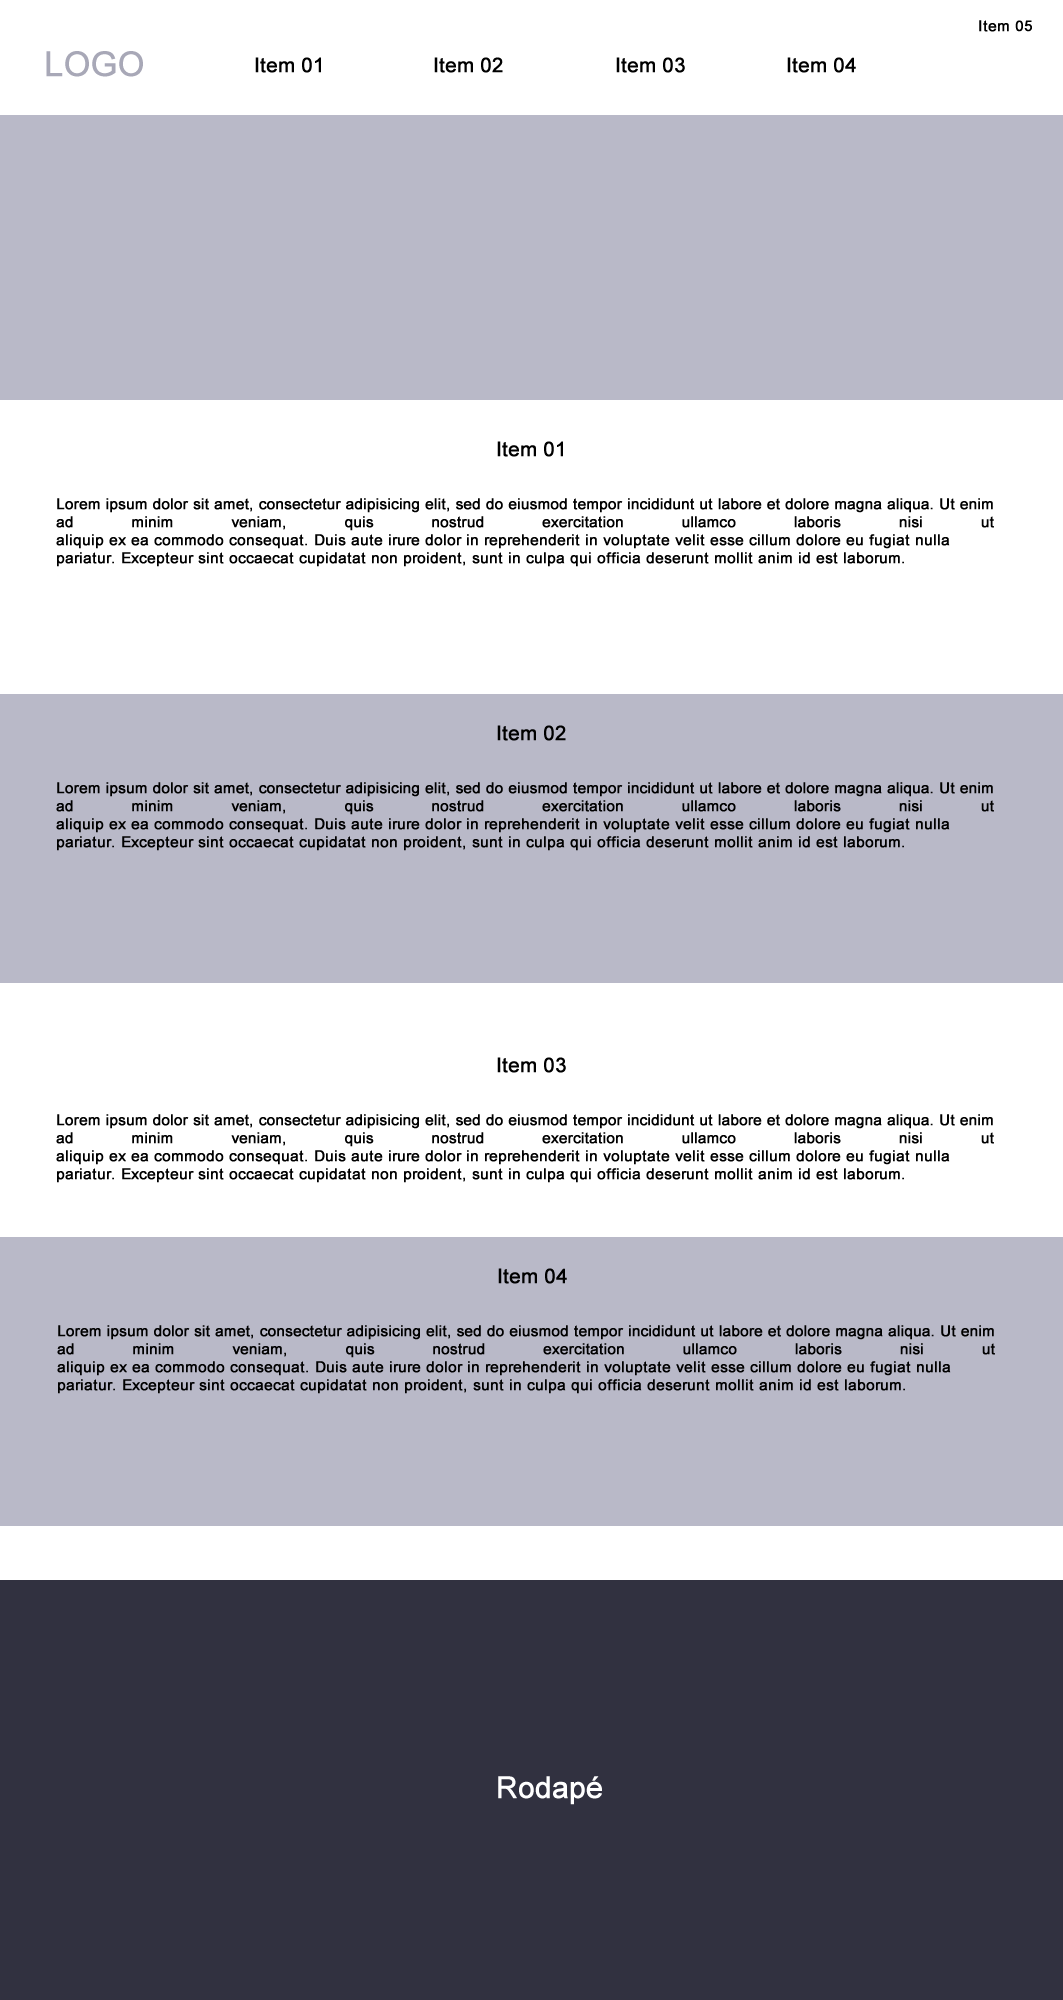 Item 05
LOGO Item 01 Item 02 Item 03 Item 04
Item 01
Lorem ipsum dolor sit amet, consectetur adipisicing elit, sed do eiusmod tempor incididunt ut labore et dolore magna aliqua. Ut enim
ad minim veniam, quis nostrud exercitation ullamco laboris nisi ut
aliquip ex ea commodo consequat. Duis aute irure dolor in reprehenderit in voluptate velit esse cillum dolore eu fugiat nulla
pariatur. Excepteur sint occaecat cupidatat non proident, sunt in culpa qui officia deserunt mollit anim id est laborum.
Item 02
Lorem ipsum dolor sit amet, consectetur adipisicing elit, sed do eiusmod tempor incididunt ut labore et dolore magna aliqua. Ut enim
ad minim veniam, quis nostrud exercitation ullamco laboris nisi ut
aliquip ex ea commodo consequat. Duis aute irure dolor in reprehenderit in voluptate velit esse cillum dolore eu fugiat nulla
pariatur. Excepteur sint occaecat cupidatat non proident, sunt in culpa qui officia deserunt mollit anim id est laborum.
Item 03
Lorem ipsum dolor sit amet, consectetur adipisicing elit, sed do eiusmod tempor incididunt ut labore et dolore magna aliqua. Ut enim
ad minim veniam, quis nostrud exercitation ullamco laboris nisi ut
aliquip ex ea commodo consequat. Duis aute irure dolor in reprehenderit in voluptate velit esse cillum dolore eu fugiat nulla
pariatur. Excepteur sint occaecat cupidatat non proident, sunt in culpa qui officia deserunt mollit anim id est laborum.
Item 04
Lorem ipsum dolor sit amet, consectetur adipisicing elit, sed do eiusmod tempor incididunt ut labore et dolore magna aliqua. Ut enim
ad minim veniam, quis nostrud exercitation ullamco laboris nisi ut
aliquip ex ea commodo consequat. Duis aute irure dolor in reprehenderit in voluptate velit esse cillum dolore eu fugiat nulla
pariatur. Excepteur sint occaecat cupidatat non proident, sunt in culpa qui officia deserunt mollit anim id est laborum.
Rodapé